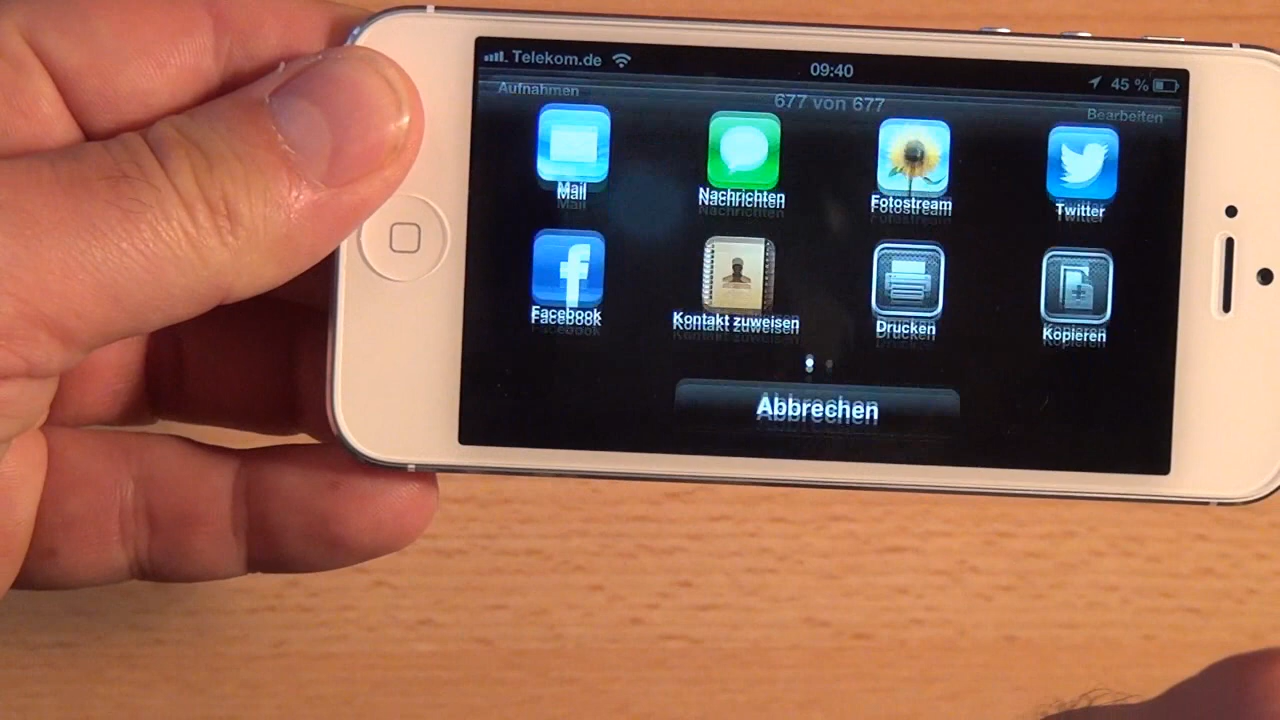 Telekom.de 09:40 45 %
Aufnahmen 677 von 677 Bearbeiten
Mail Nachrichten Fotostream Twitter
Facebook Kontakt zuweisen Drucken Kopieren
Abbrechen